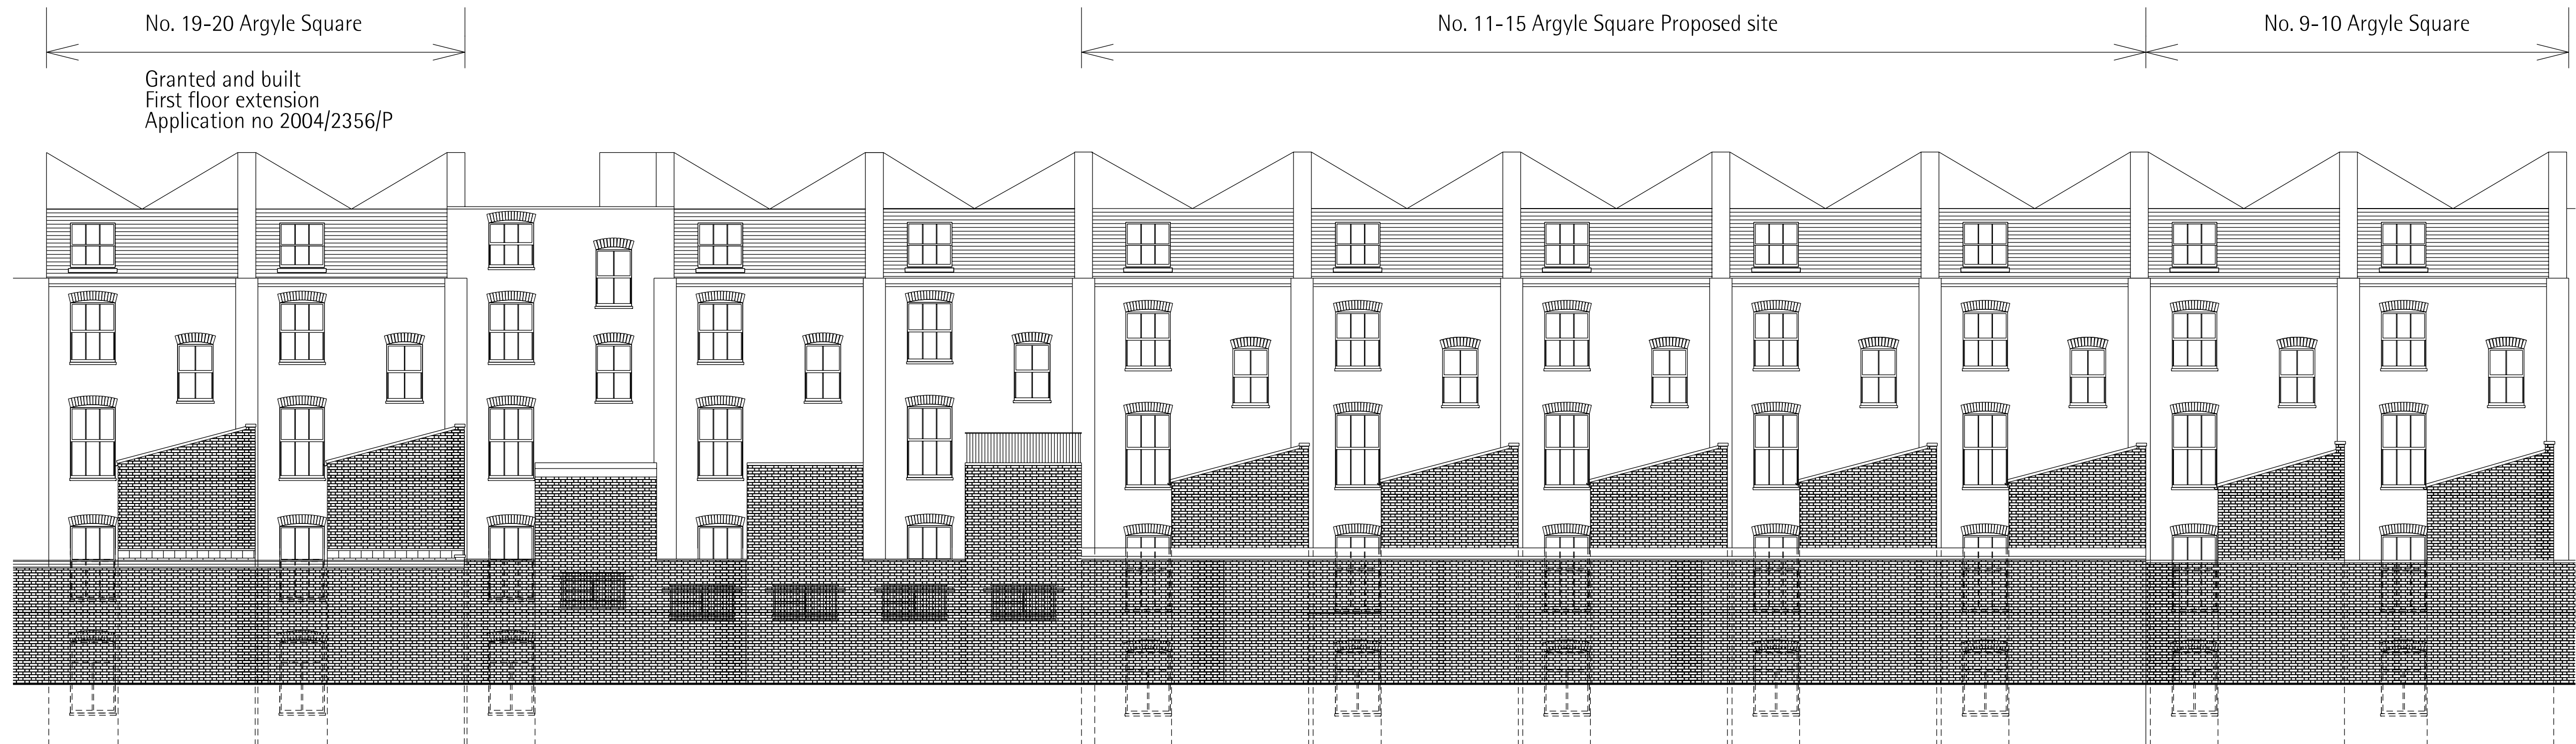 No. 19-20 Argyle Square
No. 11-15 Argyle Square Proposed site
No. 9-10 Argyle Square
Granted and built
First floor extension
Application no 2004/2356/P